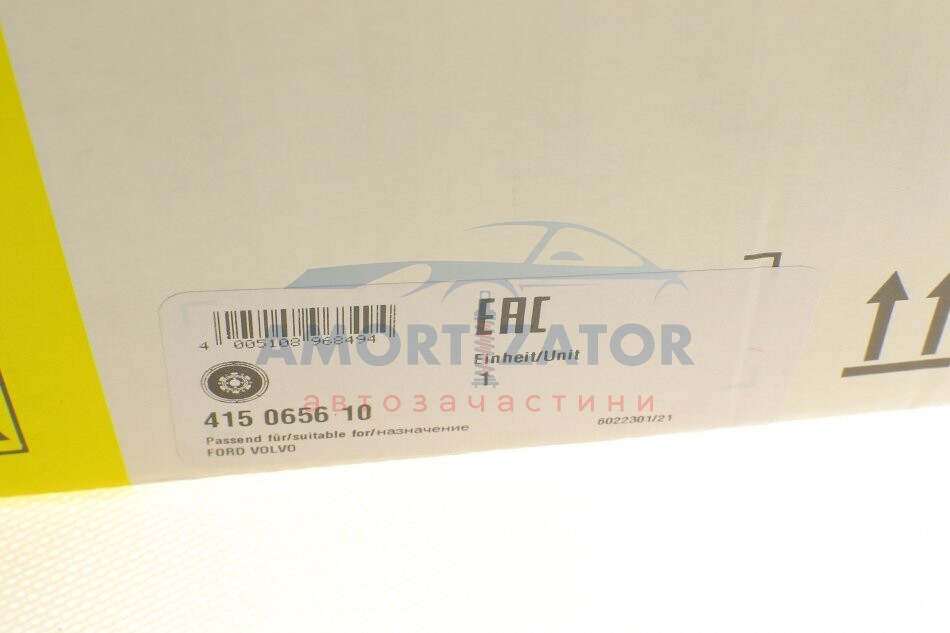 EAC
4 005108 968494
AMORTIZATOR
Einheit/Unit
1
автозачастини
415 0656 10
6022301/21
Passend für/suitable for/назначение
FORD VOLVO